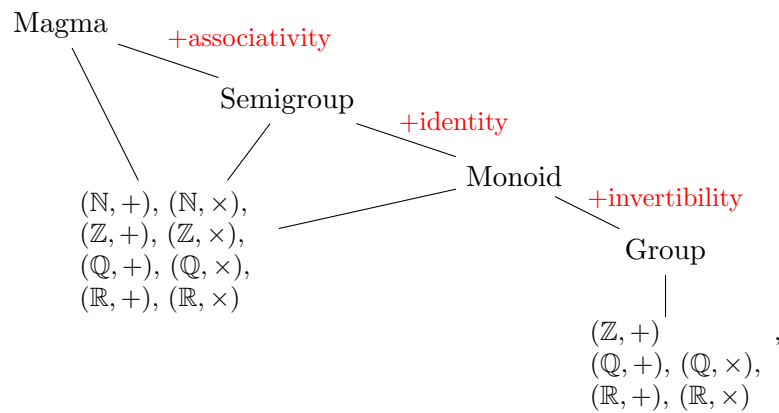 Magma
+associativity
Semigroup
+identity
Monoid
+invertibility
Group
(ℕ, +), (ℕ, ×),
(ℤ, +), (ℤ, ×),
(ℚ, +), (ℚ, ×),
(ℝ, +), (ℝ, ×)
(ℤ, +) ,
(ℚ, +), (ℚ, ×),
(ℝ, +), (ℝ, ×)